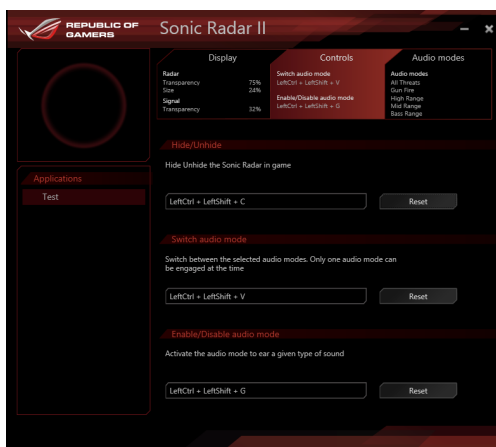 REPUBLIC OF
GAMERS
Sonic Radar II
Display
Radar
Transparency 75%
Size 24%
Signal
Transparency 32%
Controls
Switch audio mode
LeftCtrl + LeftShift + V
Enable/Disable audio mode
LeftCtrl + LeftShift + G
Audio modes
Audio modes
All Threats
Gun Fire
High Range
Mid Range
Bass Range
Applications
Test
Hide/Unhide
Hide Unhide the Sonic Radar in game
LeftCtrl + LeftShift + C
Reset
Switch audio mode
Switch between the selected audio modes. Only one audio mode can
be engaged at the time
LeftCtrl + LeftShift + V
Reset
Enable/Disable audio mode
Activate the audio mode to ear a given type of sound
LeftCtrl + LeftShift + G
Reset